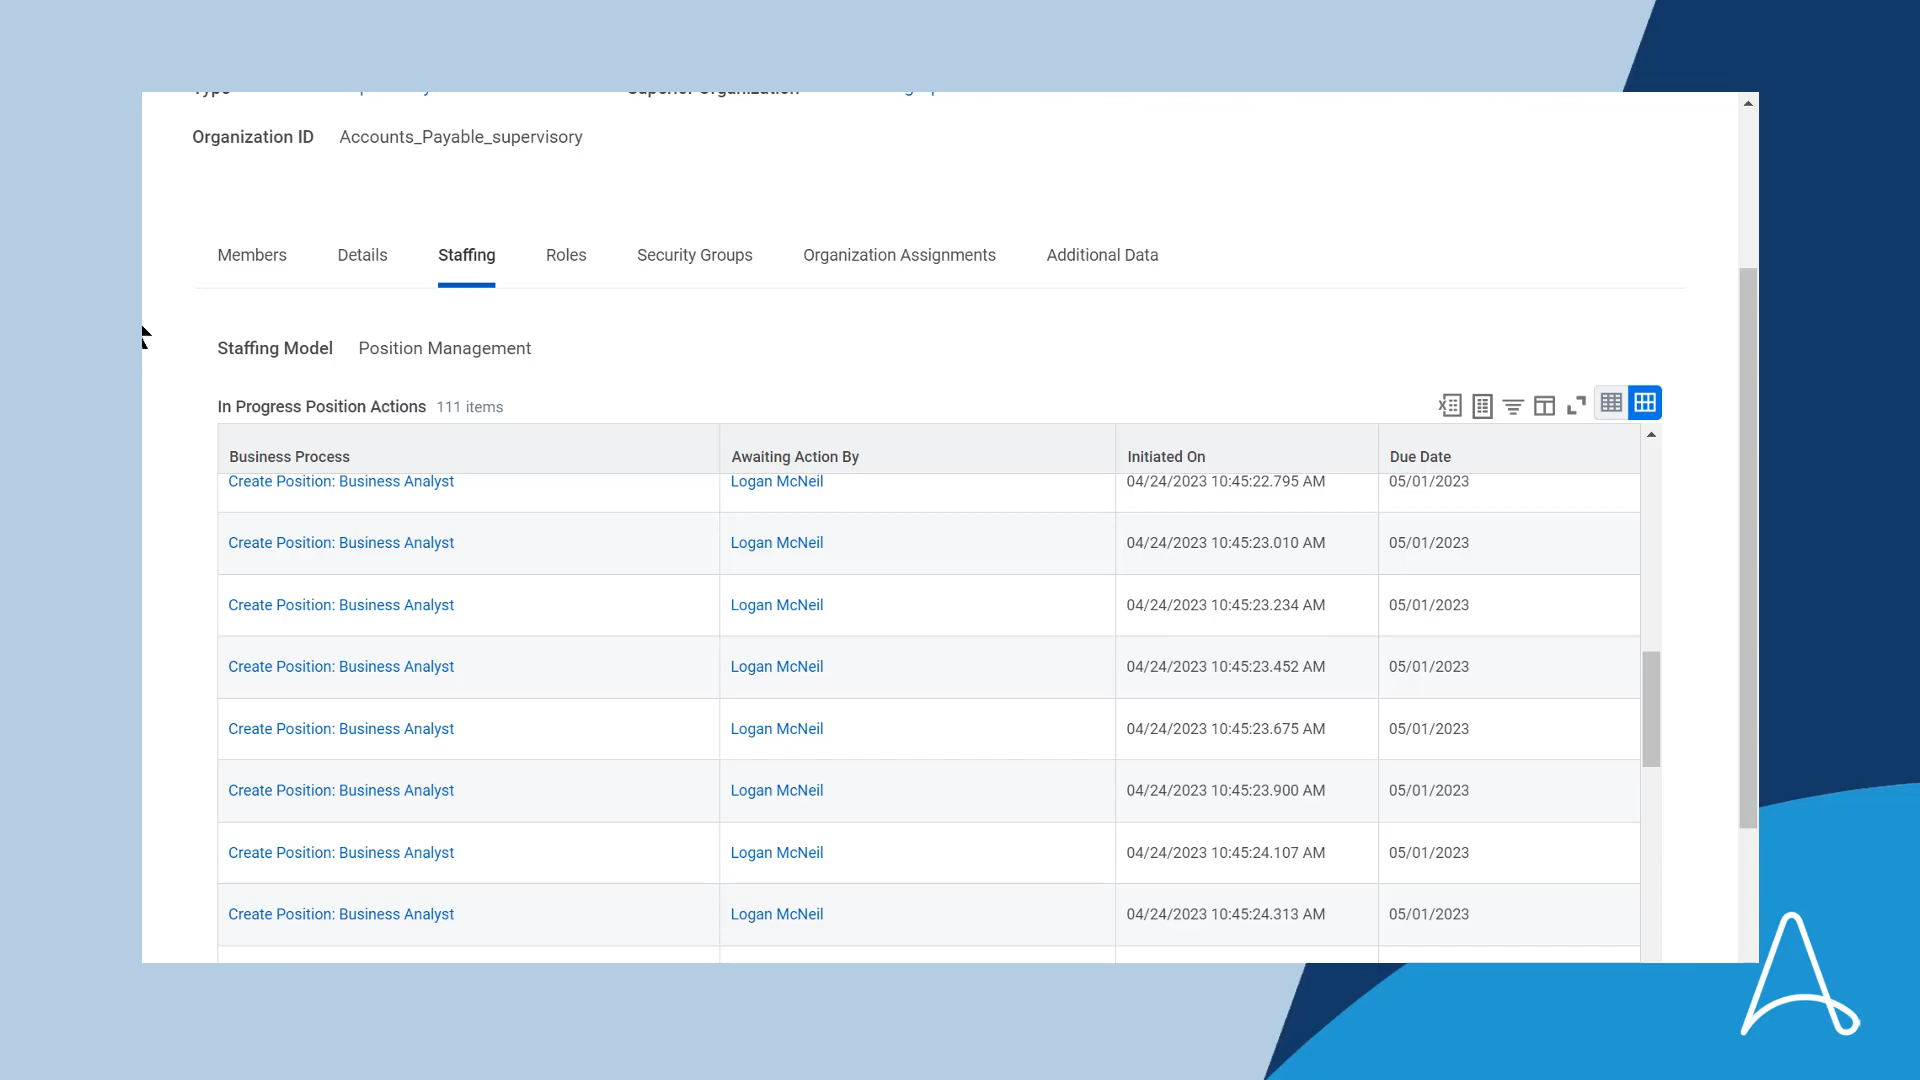 Organization ID Accounts_Payable_supervisory
Members Details Staffing Roles Security Groups Organization Assignments Additional Data
Staffing Model Position Management
In Progress Position Actions 111 items
Business Process Awaiting Action By Initiated On Due Date
Create Position: Business Analyst Logan McNeil 04/24/2023 10:45:22.795 AM 05/01/2023
Create Position: Business Analyst Logan McNeil 04/24/2023 10:45:23.010 AM 05/01/2023
Create Position: Business Analyst Logan McNeil 04/24/2023 10:45:23.234 AM 05/01/2023
Create Position: Business Analyst Logan McNeil 04/24/2023 10:45:23.452 AM 05/01/2023
Create Position: Business Analyst Logan McNeil 04/24/2023 10:45:23.675 AM 05/01/2023
Create Position: Business Analyst Logan McNeil 04/24/2023 10:45:23.900 AM 05/01/2023
Create Position: Business Analyst Logan McNeil 04/24/2023 10:45:24.107 AM 05/01/2023
Create Position: Business Analyst Logan McNeil 04/24/2023 10:45:24.313 AM 05/01/2023